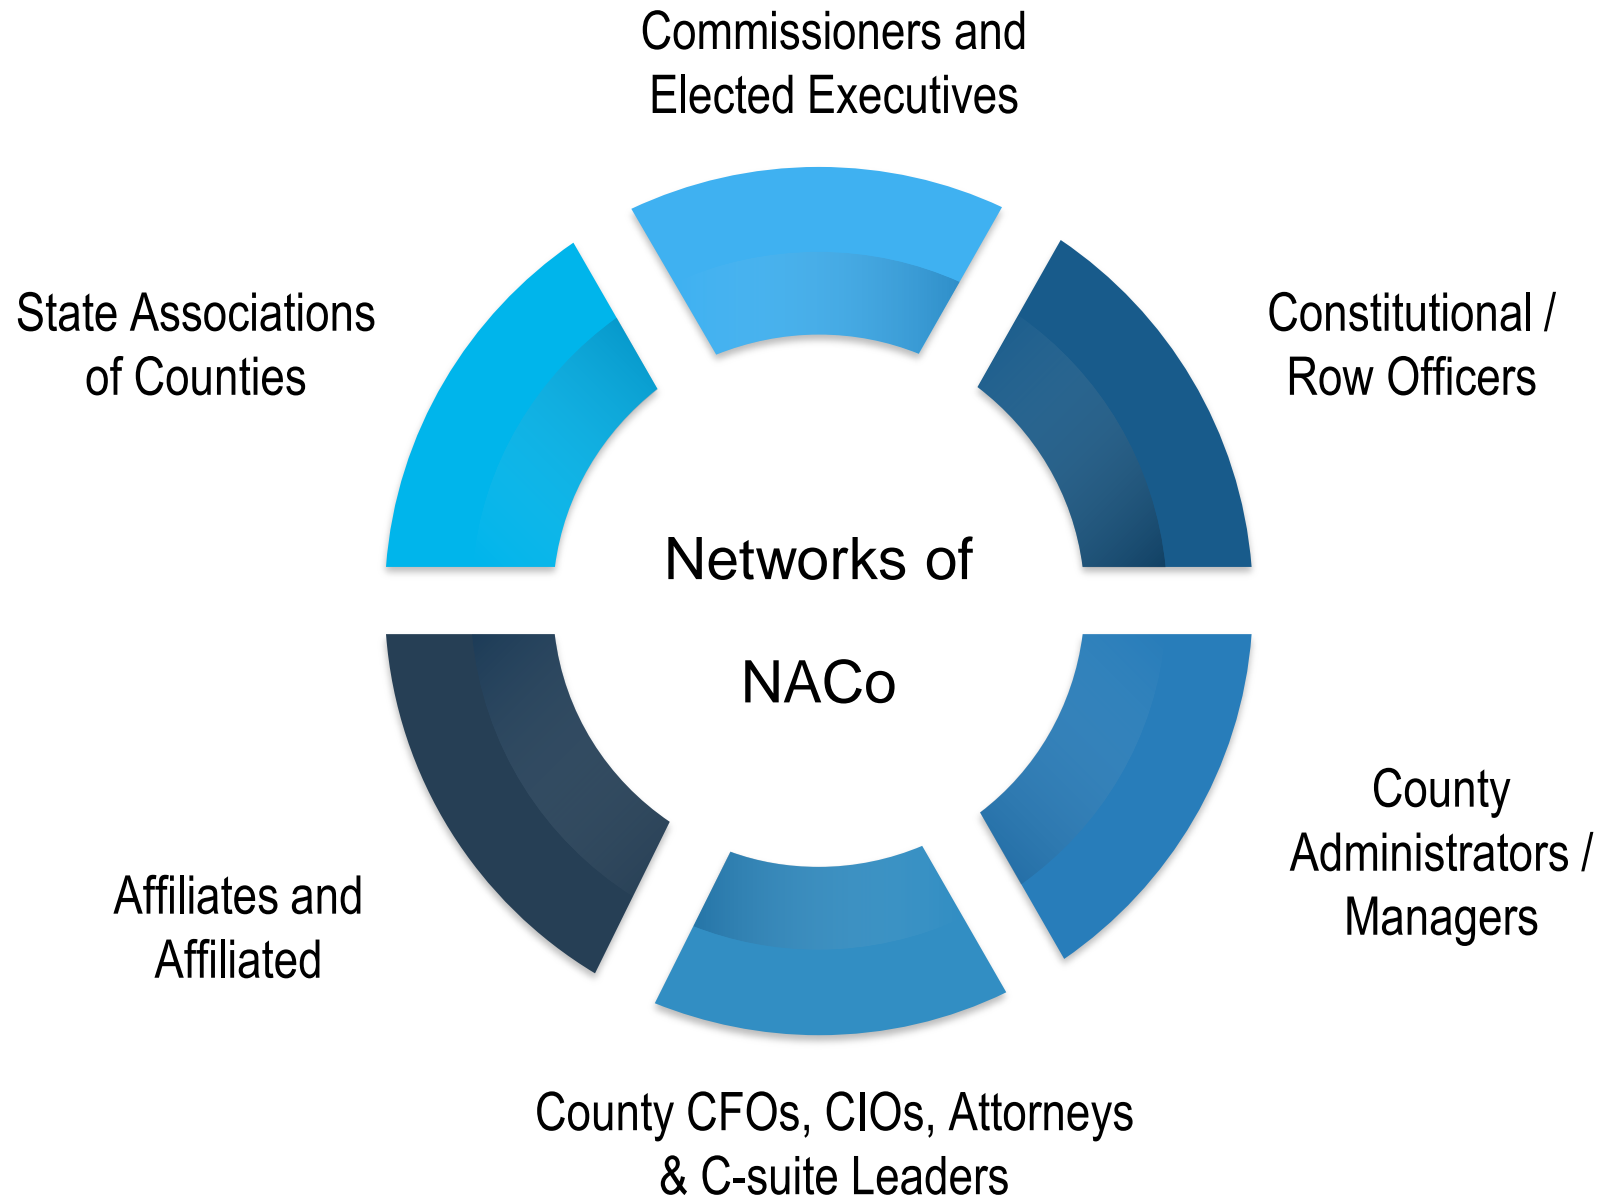 Commissioners and
Elected Executives
State Associations
of Counties
Constitutional /
Row Officers
Networks of
NACo
County
Administrators /
Managers
Affiliates and
Affiliated
County CFOs, CIOs, Attorneys
& C-suite Leaders